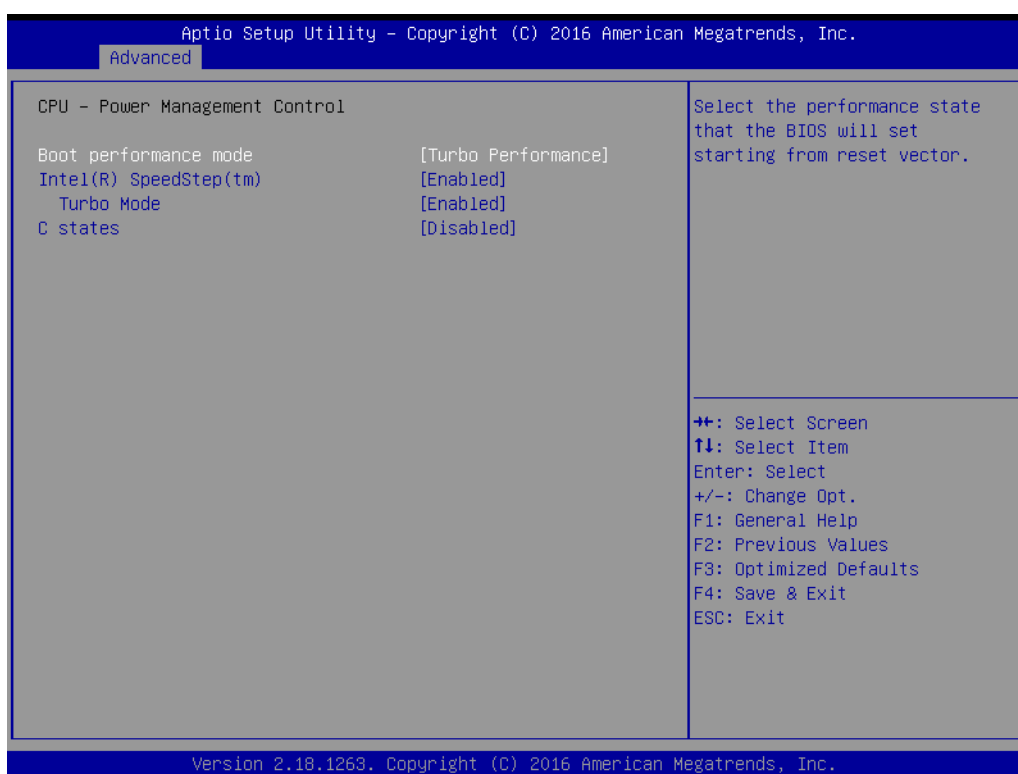 Aptio Setup Utility – Copyright (C) 2016 American Megatrends, Inc.
Advanced
CPU – Power Management Control
Boot performance mode [Turbo Performance]
Intel(R) SpeedStep(tm) [Enabled]
Turbo Mode [Enabled]
C states [Disabled]
Select the performance state
that the BIOS will set
starting from reset vector.
→←: Select Screen
↑↓: Select Item
Enter: Select
+/-: Change Opt.
F1: General Help
F2: Previous Values
F3: Optimized Defaults
F4: Save & Exit
ESC: Exit
Version 2.18.1263. Copyright (C) 2016 American Megatrends, Inc.